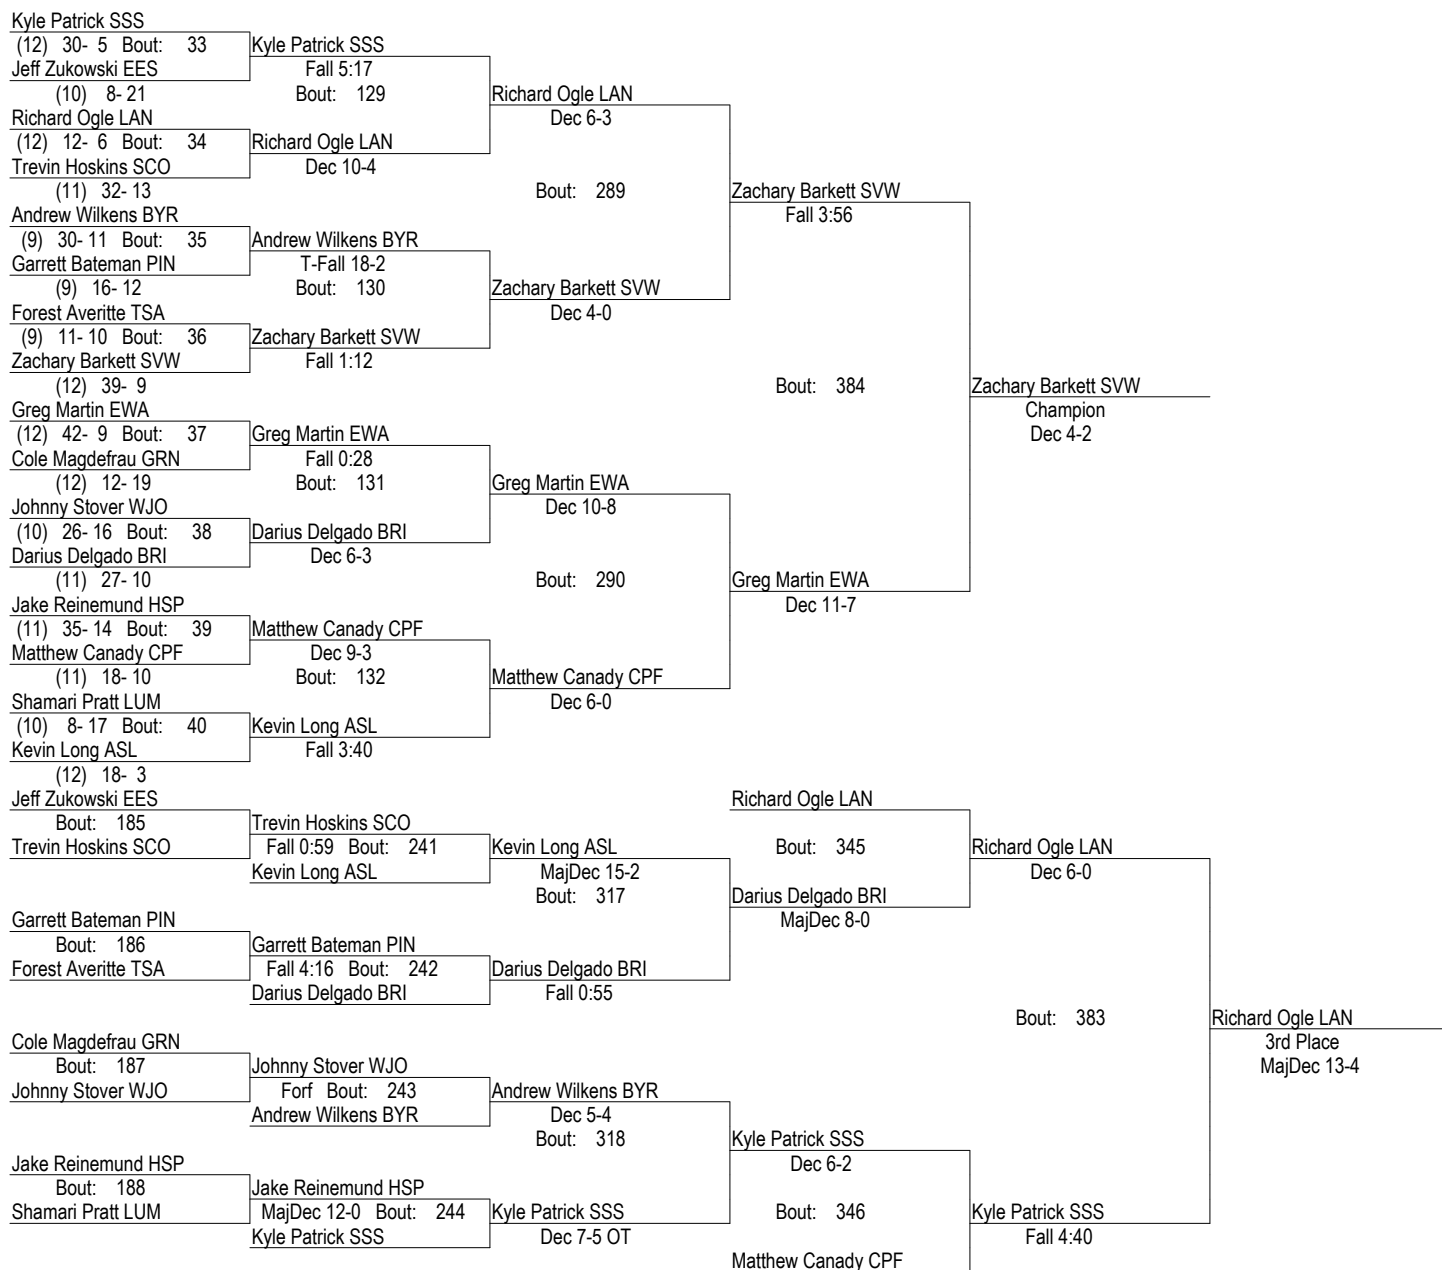 Kyle Patrick SSS
(12) 30- 5 Bout: 33 Kyle Patrick SSS
Jeff Zukowski EES Fall 5:17
(10) 8- 21 Bout: 129 Richard Ogle LAN
Richard Ogle LAN Dec 6-3
(12) 12- 6 Bout: 34 Richard Ogle LAN
Trevin Hoskins SCO Dec 10-4
(11) 32- 13 Bout: 289 Zachary Barkett SVW
Andrew Wilkens BYR Fall 3:56
(9) 30- 11 Bout: 35 Andrew Wilkens BYR
Garrett Bateman PIN T-Fall 18-2
(9) 16- 12 Bout: 130 Zachary Barkett SVW
Forest Averitte TSA Dec 4-0
(9) 11- 10 Bout: 36 Zachary Barkett SVW
Zachary Barkett SVW Fall 1:12
(12) 39- 9 Bout: 384 Zachary Barkett SVW
Greg Martin EWA Champion
(12) 42- 9 Bout: 37 Greg Martin EWA Dec 4-2
Cole Magdefrau GRN Fall 0:28
(12) 12- 19 Bout: 131 Greg Martin EWA
Johnny Stover WJO Dec 10-8
(10) 26- 16 Bout: 38 Darius Delgado BRI
Darius Delgado BRI Dec 6-3
(11) 27- 10 Bout: 290 Greg Martin EWA
Jake Reinemund HSP Dec 11-7
(11) 35- 14 Bout: 39 Matthew Canady CPF
Matthew Canady CPF Dec 9-3
(11) 18- 10 Bout: 132 Matthew Canady CPF
Shamari Pratt LUM Dec 6-0
(10) 8- 17 Bout: 40 Kevin Long ASL
Kevin Long ASL Fall 3:40
(12) 18- 3
Jeff Zukowski EES Richard Ogle LAN
Bout: 185 Trevin Hoskins SCO
Trevin Hoskins SCO Fall 0:59 Bout: 241 Kevin Long ASL Bout: 345 Richard Ogle LAN
Kevin Long ASL MajDec 15-2 Dec 6-0
Bout: 317 Darius Delgado BRI
Garrett Bateman PIN MajDec 8-0
Bout: 186 Garrett Bateman PIN
Forest Averitte TSA Fall 4:16 Bout: 242 Darius Delgado BRI
Darius Delgado BRI Fall 0:55
Bout: 383 Richard Ogle LAN
Cole Magdefrau GRN 3rd Place
Bout: 187 Johnny Stover WJO MajDec 13-4
Johnny Stover WJO Forf Bout: 243 Andrew Wilkens BYR
Andrew Wilkens BYR Dec 5-4
Bout: 318 Kyle Patrick SSS
Jake Reinemund HSP Dec 6-2
Bout: 188 Jake Reinemund HSP
Shamari Pratt LUM MajDec 12-0 Bout: 244 Kyle Patrick SSS Bout: 346 Kyle Patrick SSS
Kyle Patrick SSS Dec 7-5 OT Fall 4:40
Matthew Canady CPF